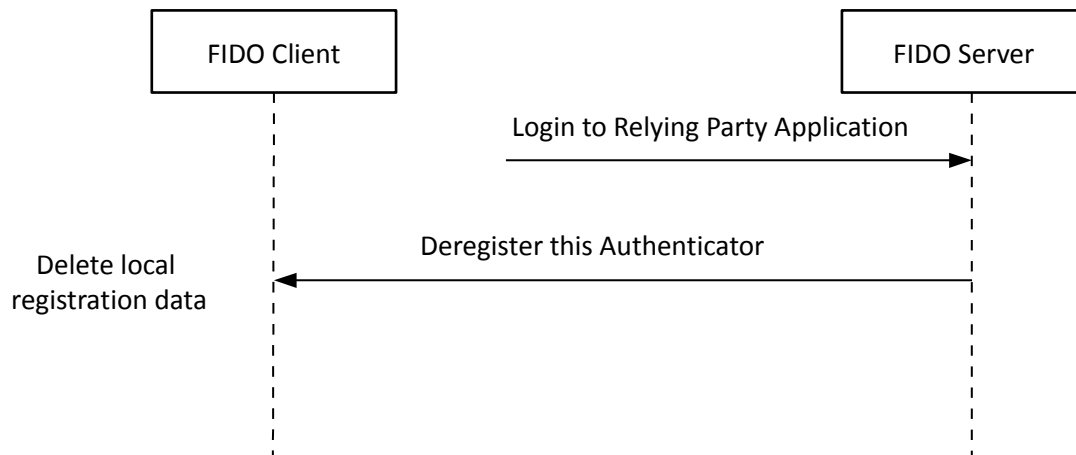 FIDO Client
FIDO Server
Login to Relying Party Application
Deregister this Authenticator
Delete local
registration data